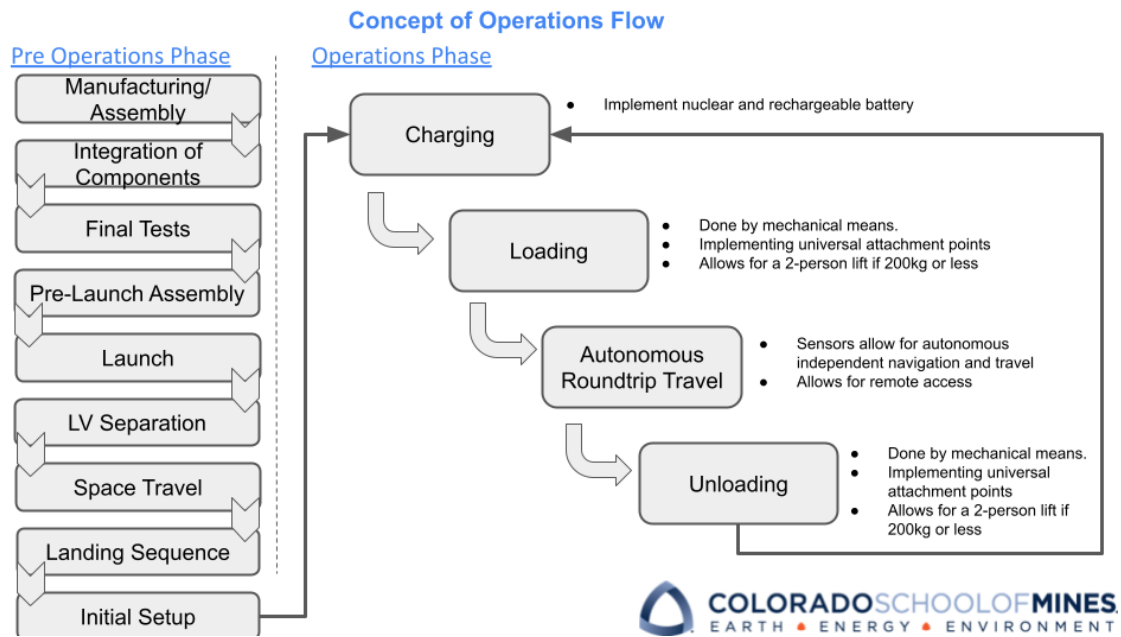 Concept of Operations Flow
Pre Operations Phase
Manufacturing/
Assembly
Integration of
Components
Final Tests
Pre-Launch Assembly
Launch
LV Separation
Space Travel
Landing Sequence
Initial Setup
Operations Phase
Charging
● Implement nuclear and rechargeable battery
Loading
● Done by mechanical means.
● Implementing universal attachment points
● Allows for a 2-person lift if 200kg or less
Autonomous
Roundtrip Travel
● Sensors allow for autonomous
independent navigation and travel
● Allows for remote access
Unloading
● Done by mechanical means.
● Implementing universal
attachment points
● Allows for a 2-person lift if
200kg or less
COLORADOSCHOOLOFMINES.
EARTH ENERGY ENVIRONMENT